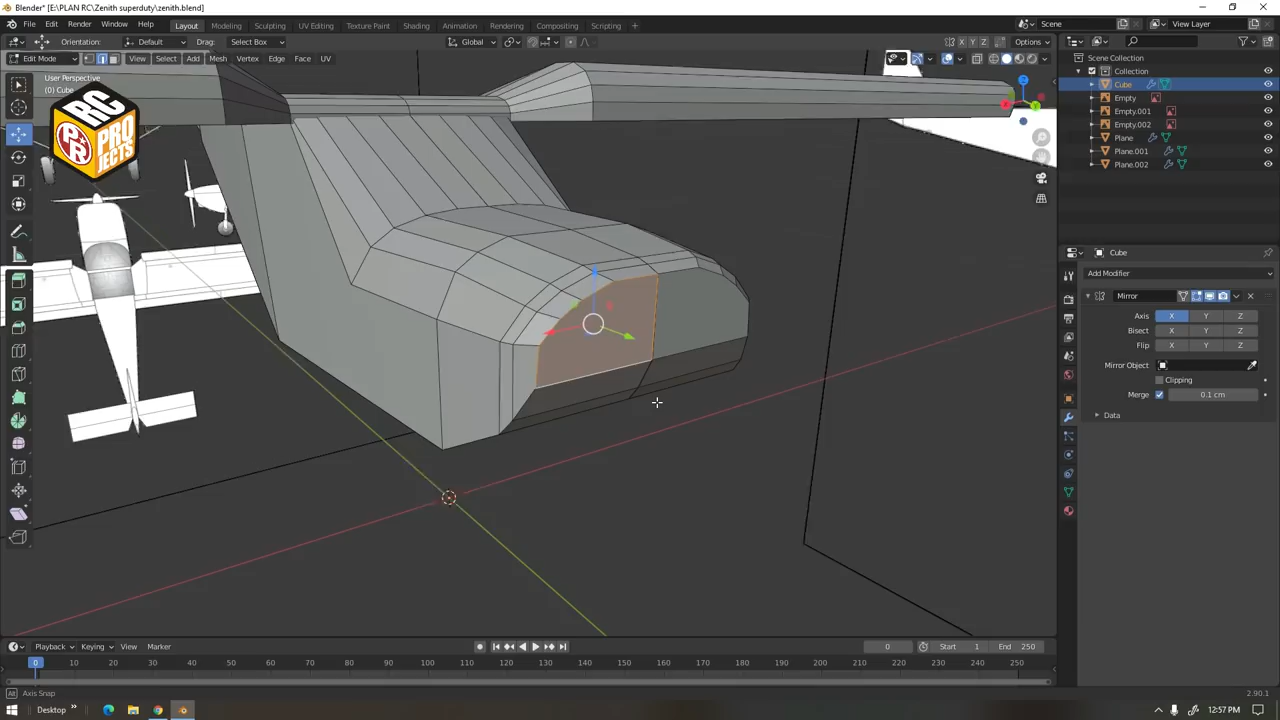 Blender* [E:\PLAN RC\Zenith superduty\zenith.blend]
File Edit Render Window Help Layout Modeling Sculpting UV Editing Texture Paint Shading Animation Rendering Compositing Scripting + Scene View Layer
Orientation: Default Drag: Select Box Global X Y Z Options
Edit Mode View Select Add Mesh Vertex Edge Face UV
User Perspective
(0) Cube
RC
PROJECTS
PR
Scene Collection
Collection
Cube
Empty
Empty.001
Empty.002
Plane
Plane.001
Plane.002
Cube
Add Modifier
Mirror
Axis X Y Z
Bisect X Y Z
Flip X Y Z
Mirror Object
Clipping
Merge 0.1 cm
Data
Playback Keying View Marker 0 Start 1 End 250
0 10 20 30 40 50 60 70 80 90 100 110 120 130 140 150 160 170 180 190 200 210 220 230 240 250
Alt Axis Snap 2.90.1
Desktop 12:57 PM